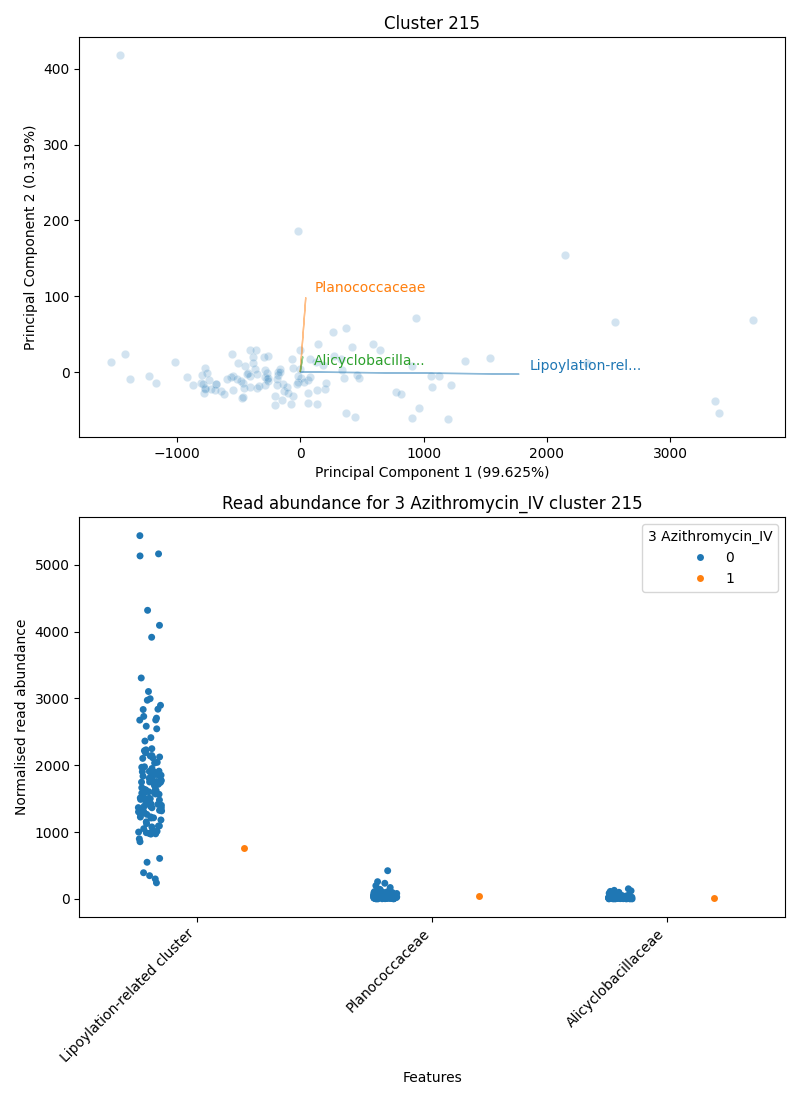 Cluster 215
Principal Component 2 (0.319%)
400
300
200
100
0
Planococcaceae
Alicyclobacilla...
Lipoylation-rel...
−1000
0
1000
2000
3000
Principal Component 1 (99.625%)
Read abundance for 3 Azithromycin_IV cluster 215
Normalised read abundance
5000
4000
3000
2000
1000
0
3 Azithromycin_IV
0
1
Lipoylation-related cluster
Planococcaceae
Alicyclobacillaceae
Features